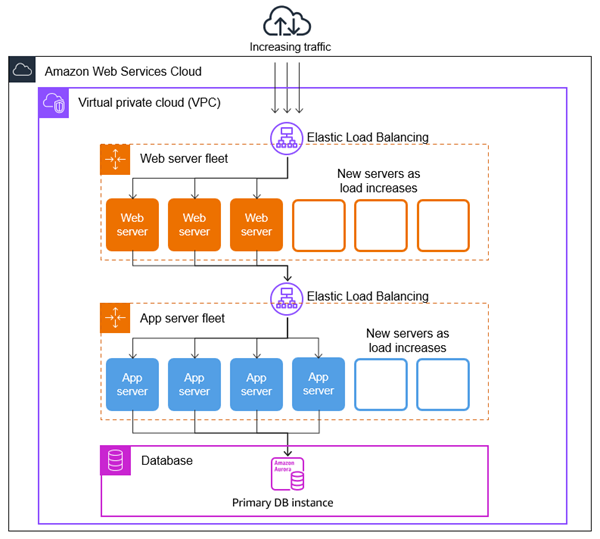 Increasing traffic
Amazon Web Services Cloud
Virtual private cloud (VPC)
Elastic Load Balancing
Web server fleet
New servers as
load increases
Web
server
Web
server
Web
server
Elastic Load Balancing
App server fleet
New servers as
load increases
App
server
App
server
App
server
App
server
Database
Amazon
Aurora
Primary DB instance